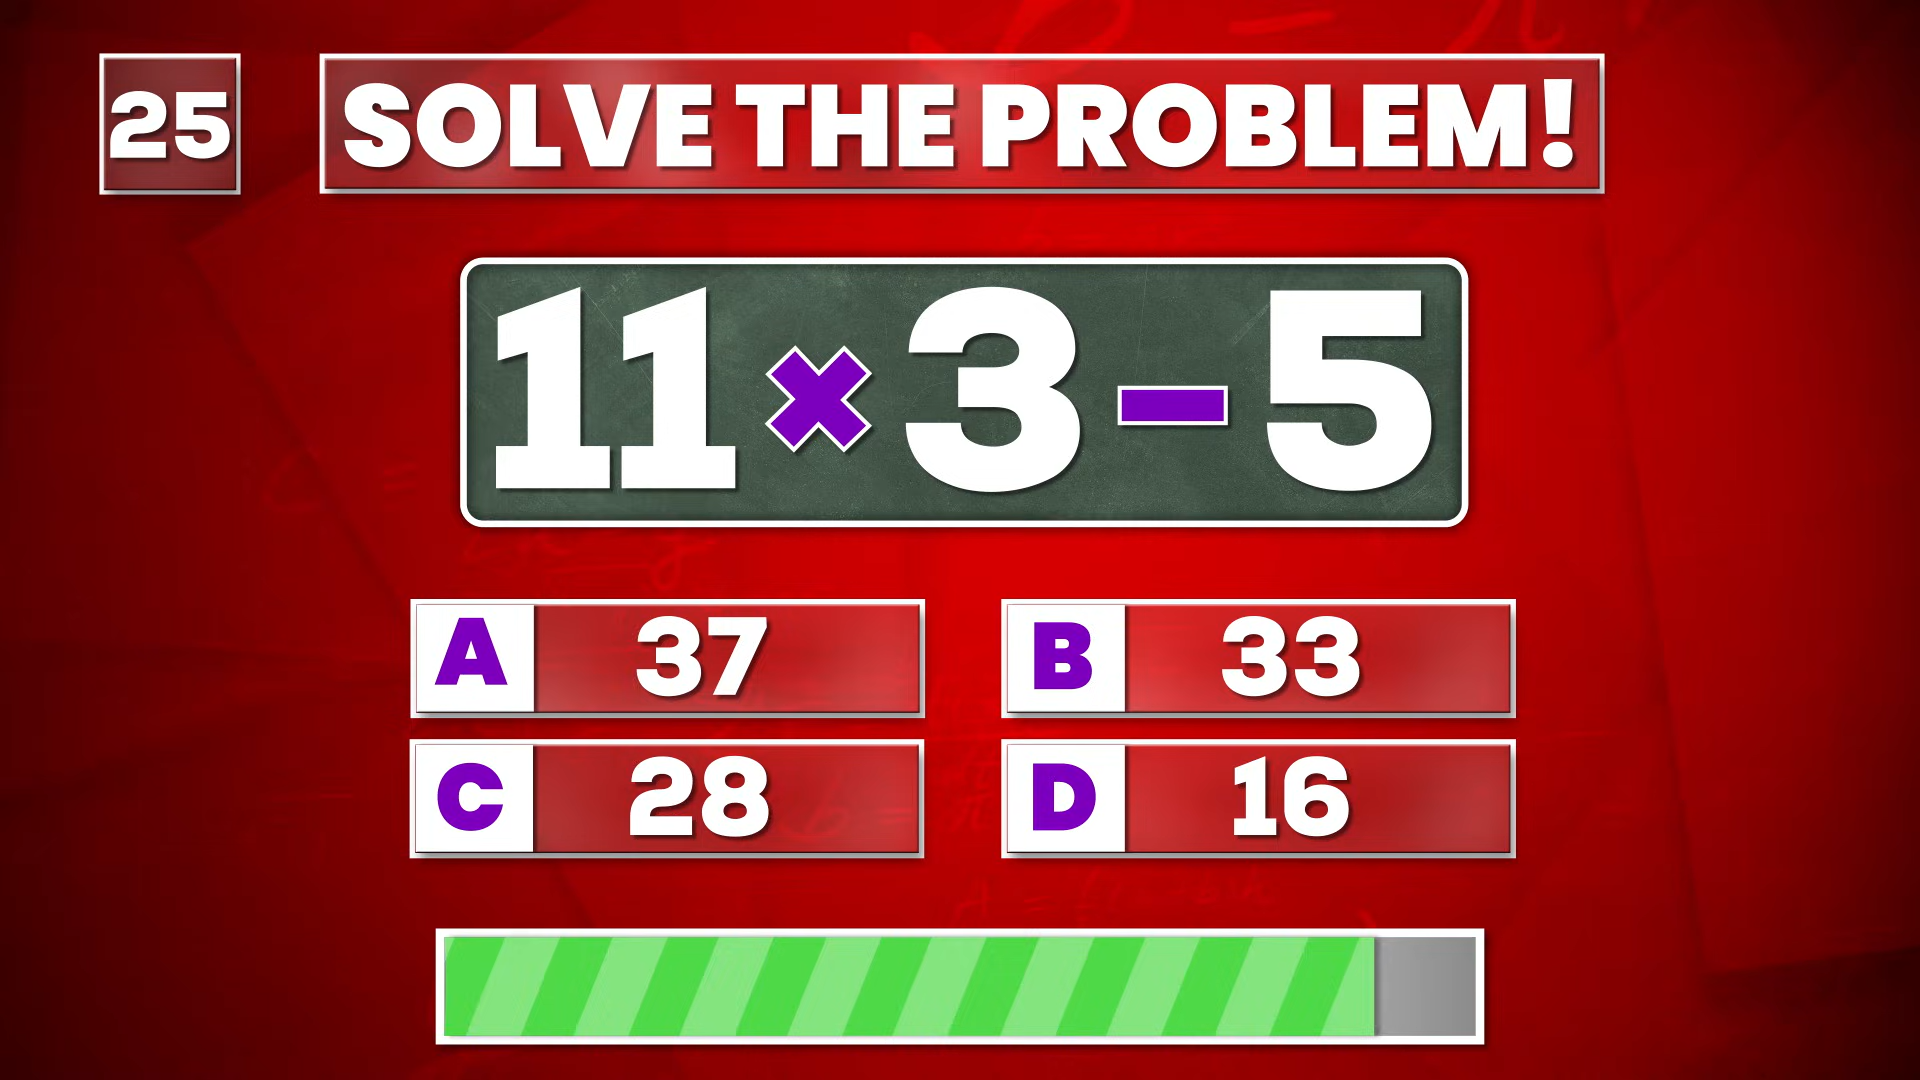 25
SOLVE THE PROBLEM!
11 × 3 – 5
A 37
B 33
C 28
D 16